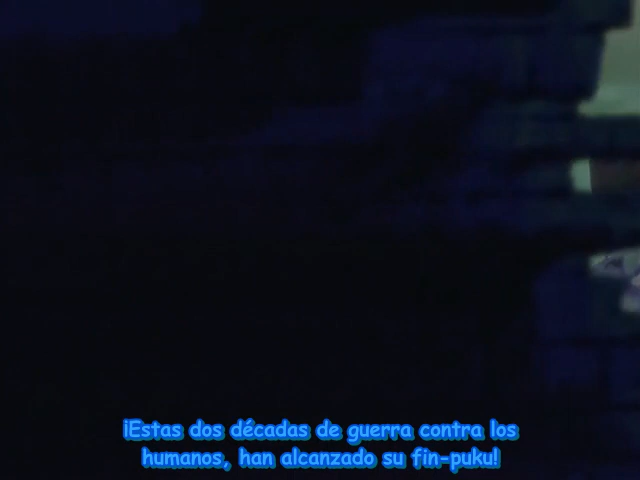 ¡Estas dos décadas de guerra contra los
humanos, han alcanzado su fin-puku!